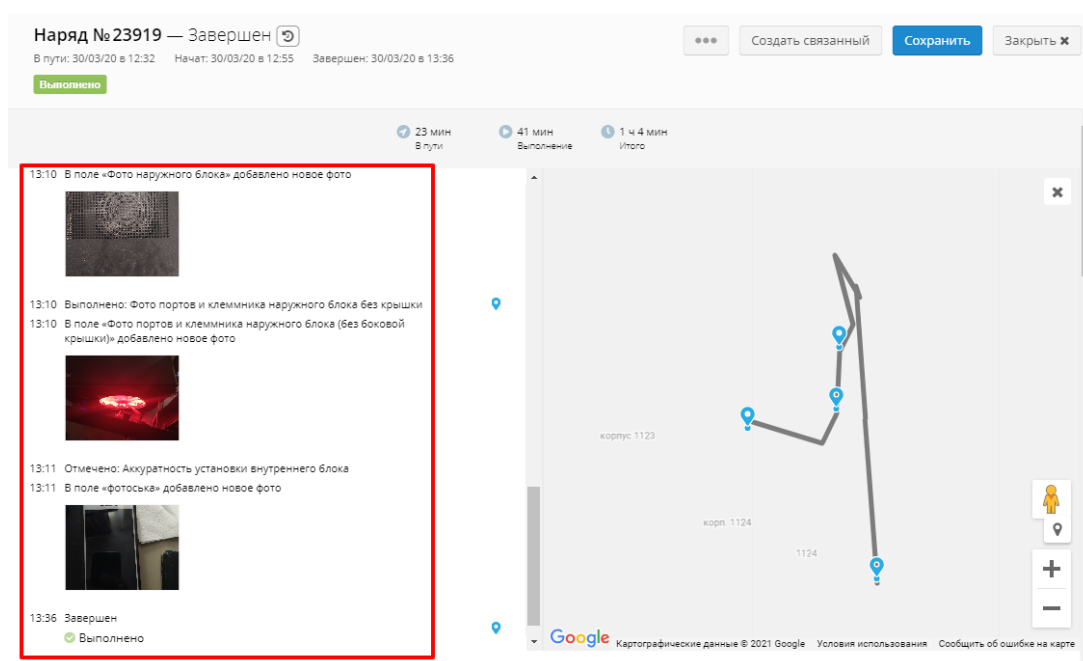 Наряд №23919 — Завершен
В пути: 30/03/20 в 12:32 Начат: 30/03/20 в 12:55 Завершен: 30/03/20 в 13:36
Выполнено
Создать связанный
Сохранить
Закрыть ✖
23 мин
В пути
41 мин
Выполнение
1 ч 4 мин
Итого
13:10 В поле «Фото наружного блока» добавлено новое фото
13:10 Выполнено: Фото портов и клеммника наружного блока без крышки
13:10 В поле «Фото портов и клеммника наружного блока (без боковой
крышки)» добавлено новое фото
13:11 Отмечено: Аккуратность установки внутреннего блока
13:11 В поле «фотоська» добавлено новое фото
13:36 Завершен
Выполнено
корпус 1123
корп. 1124
1124
Google
Картографические данные © 2021 Google Условия использования Сообщить об ошибке на карте